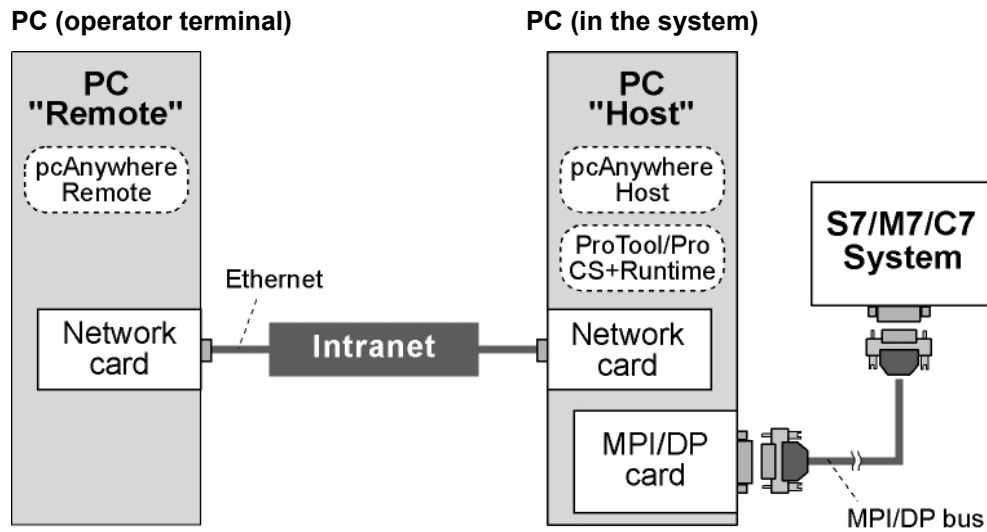 PC (operator terminal)
PC (in the system)
PC
"Remote"
pcAnywhere
Remote
PC
"Host"
pcAnywhere
Host
ProTool/Pro
CS+Runtime
S7/M7/C7
System
Ethernet
Network
card
Intranet
Network
card
MPI/DP
card
MPI/DP bus